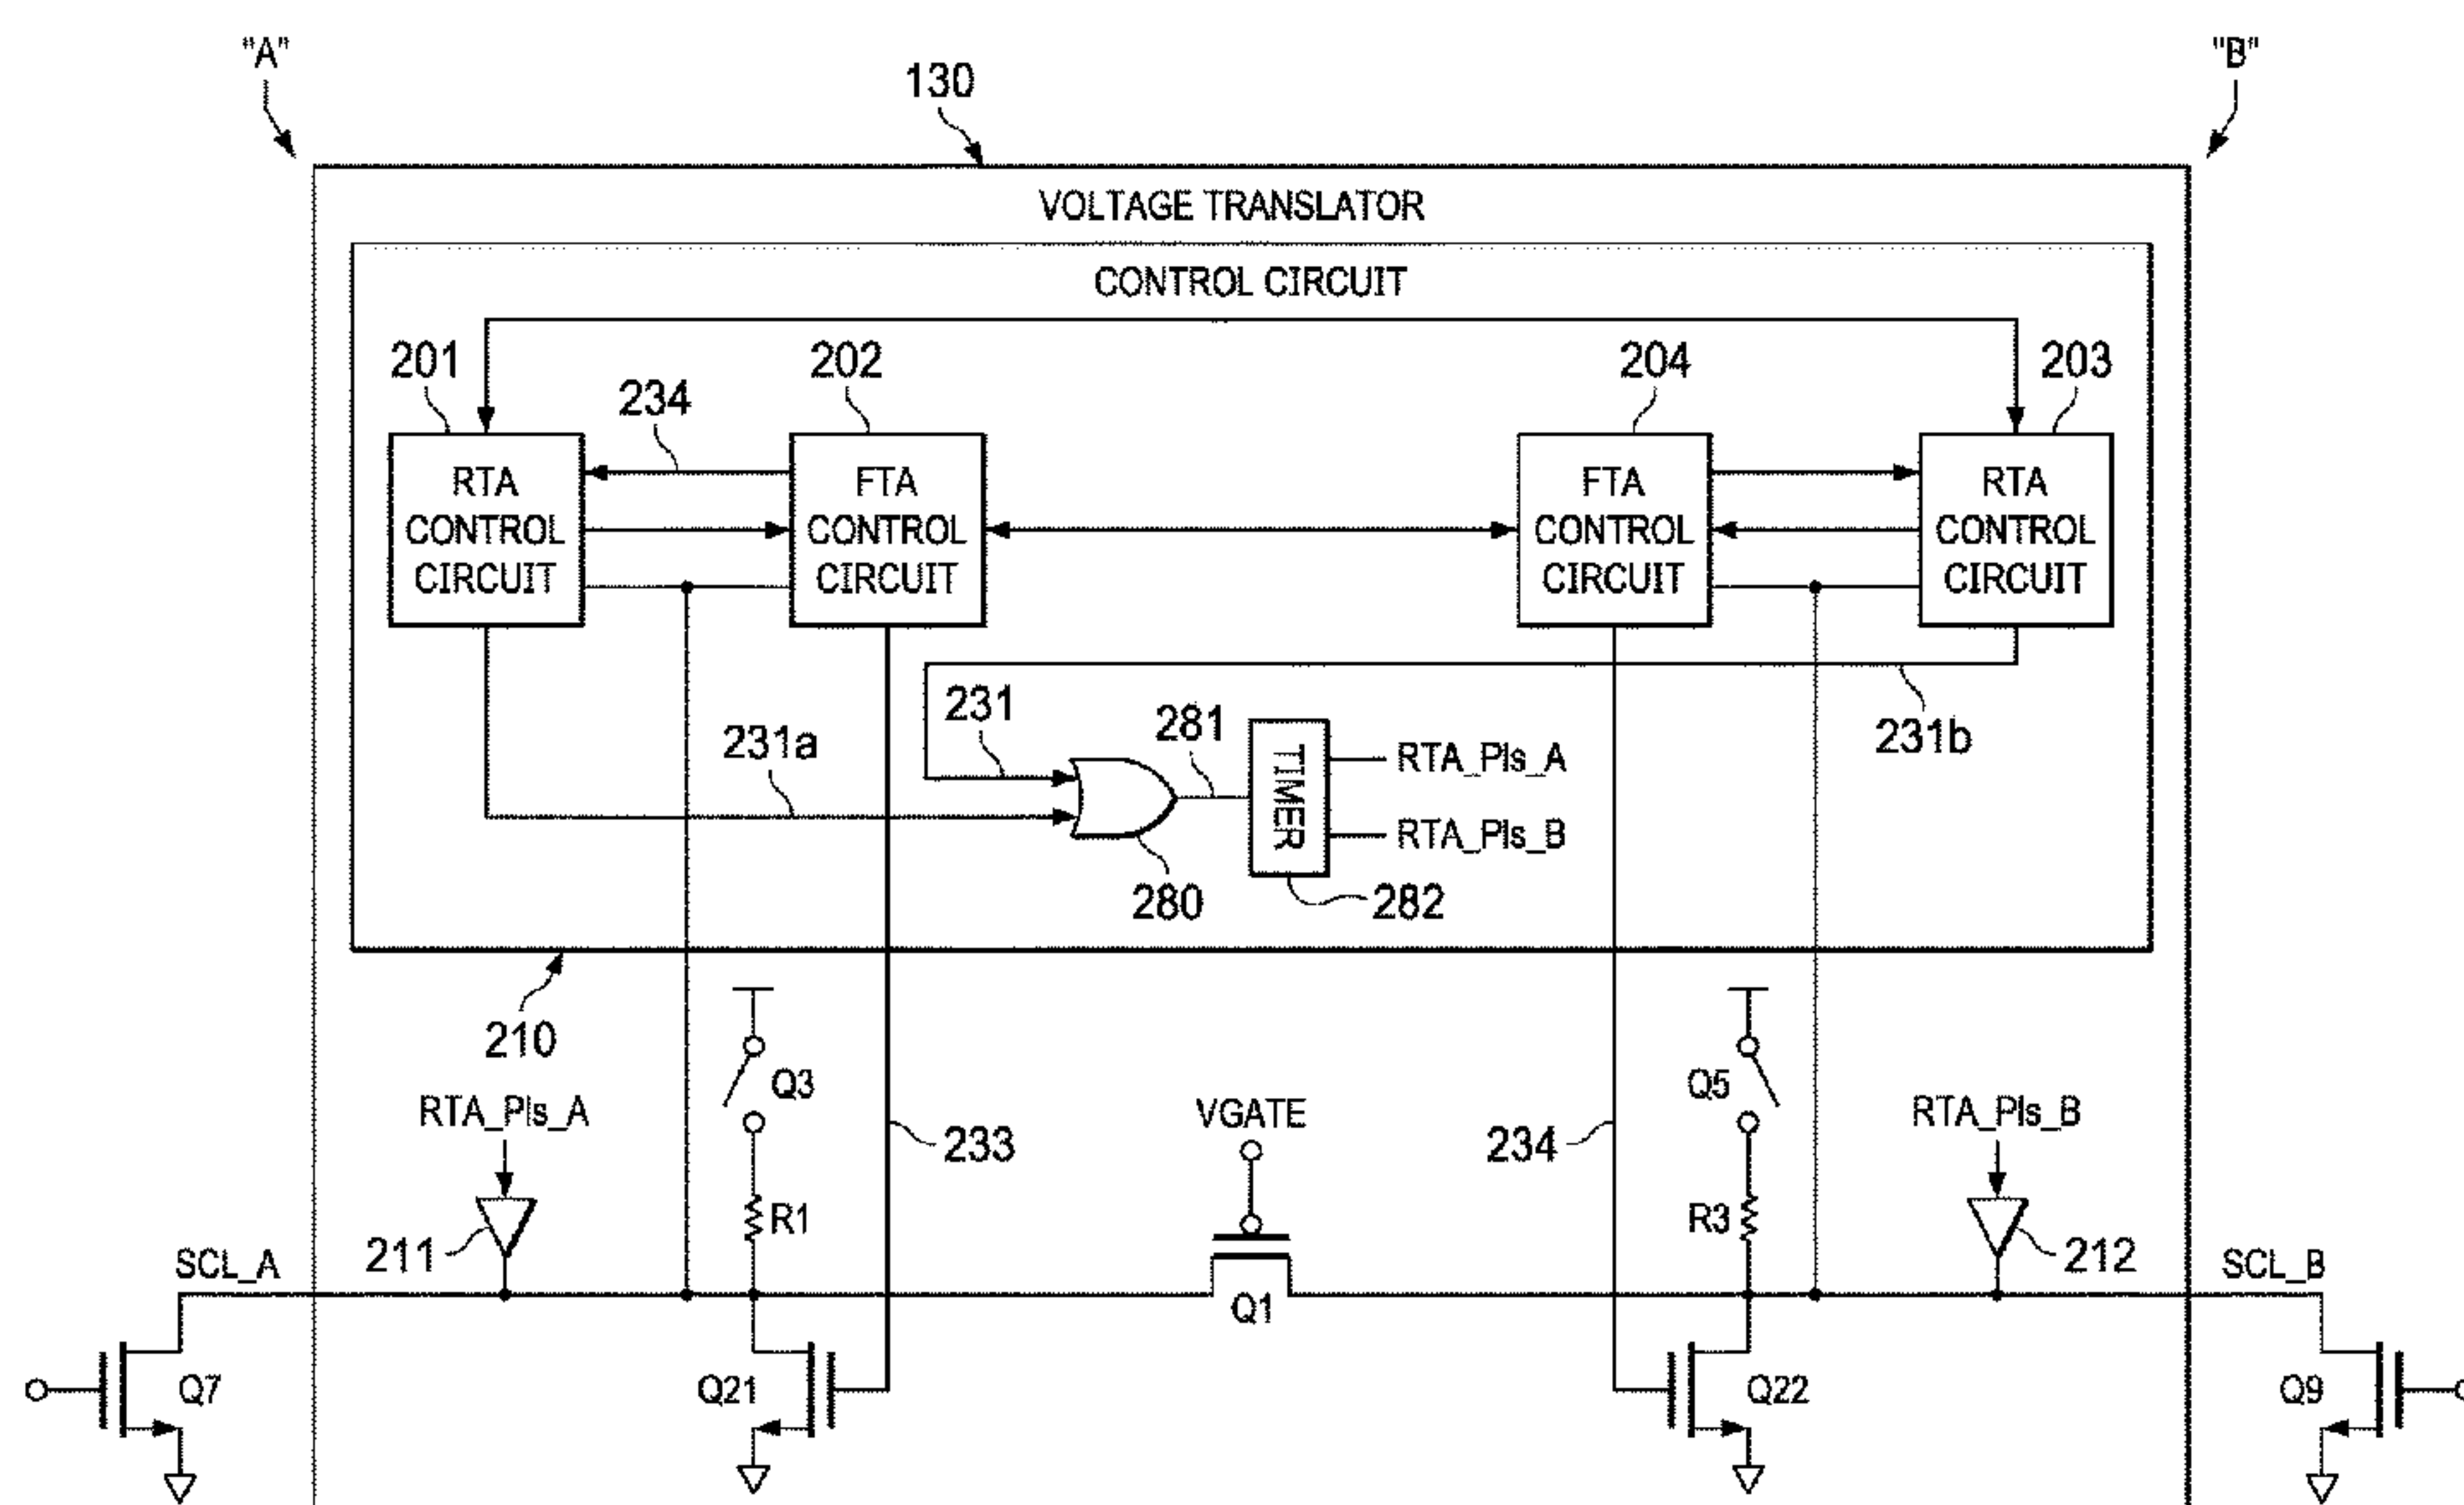 "A"
"B"
130
VOLTAGE TRANSLATOR
CONTROL CIRCUIT
201
234
202
204
203
RTA
CONTROL
CIRCUIT
FTA
CONTROL
CIRCUIT
FTA
CONTROL
CIRCUIT
RTA
CONTROL
CIRCUIT
231
231a
281
231b
TIMER
RTA_Pls_A
RTA_Pls_B
280
282
210
Q3
Q5
RTA_Pls_A
VGATE
RTA_Pls_B
233
234
R1
R3
211
212
SCL_A
SCL_B
Q1
Q7
Q21
Q22
Q9